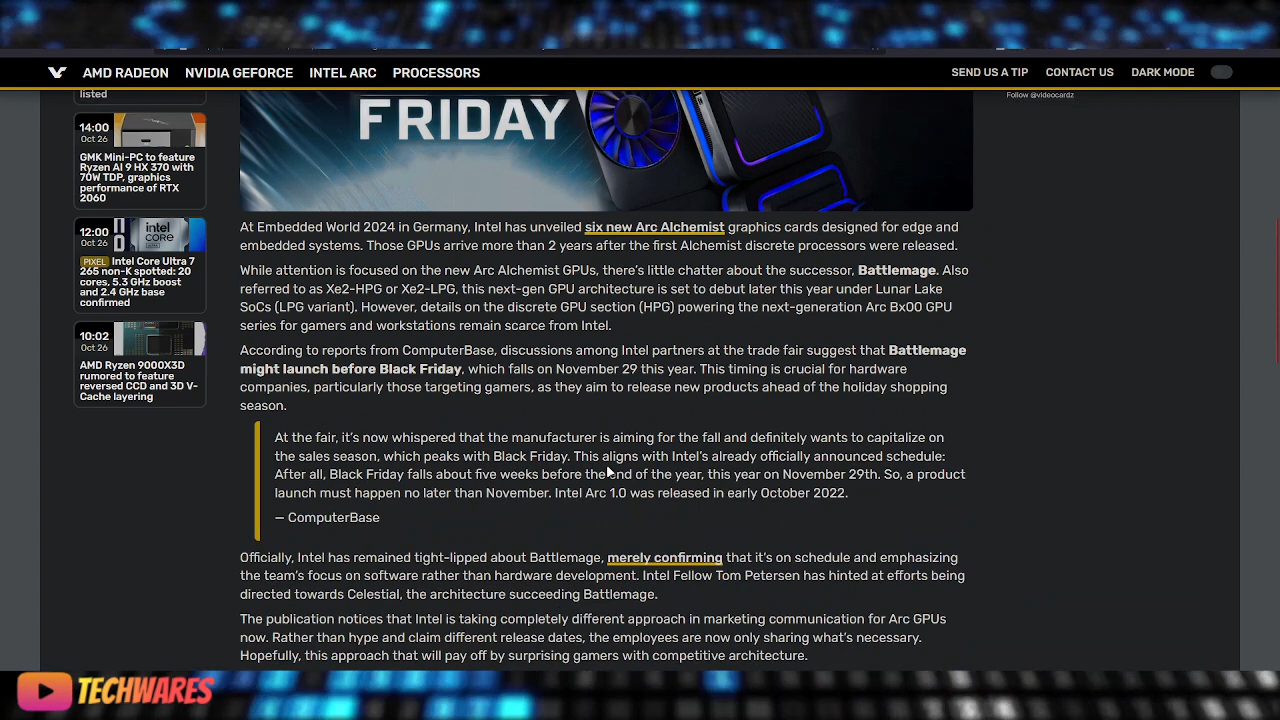 AMD RADEON NVIDIA GEFORCE INTEL ARC PROCESSORS SEND US A TIP CONTACT US DARK MODE
listed
14:00
Oct 26
GMK Mini-PC to feature
Ryzen AI 9 HX 370 with
70W TDP, graphics
performance of RTX
2060
12:00
Oct 26
intel
CORE
PIXEL Intel Core Ultra 7
265 non-K spotted: 20
cores, 5.3 GHz boost
and 2.4 GHz base
confirmed
10:02
Oct 26
AMD Ryzen 9000X3D
rumored to feature
reversed CCD and 3D V-
Cache layering
FRIDAY
Follow @videocardz
At Embedded World 2024 in Germany, Intel has unveiled six new Arc Alchemist graphics cards designed for edge and
embedded systems. Those GPUs arrive more than 2 years after the first Alchemist discrete processors were released.
While attention is focused on the new Arc Alchemist GPUs, there's little chatter about the successor, Battlemage. Also
referred to as Xe2-HPG or Xe2-LPG, this next-gen GPU architecture is set to debut later this year under Lunar Lake
SoCs (LPG variant). However, details on the discrete GPU section (HPG) powering the next-generation Arc Bx00 GPU
series for gamers and workstations remain scarce from Intel.
According to reports from ComputerBase, discussions among Intel partners at the trade fair suggest that Battlemage
might launch before Black Friday, which falls on November 29 this year. This timing is crucial for hardware
companies, particularly those targeting gamers, as they aim to release new products ahead of the holiday shopping
season.
At the fair, it's now whispered that the manufacturer is aiming for the fall and definitely wants to capitalize on
the sales season, which peaks with Black Friday. This aligns with Intel's already officially announced schedule:
After all, Black Friday falls about five weeks before the end of the year, this year on November 29th. So, a product
launch must happen no later than November. Intel Arc 1.0 was released in early October 2022.
— ComputerBase
Officially, Intel has remained tight-lipped about Battlemage, merely confirming that it's on schedule and emphasizing
the team's focus on software rather than hardware development. Intel Fellow Tom Petersen has hinted at efforts being
directed towards Celestial, the architecture succeeding Battlemage.
The publication notices that Intel is taking completely different approach in marketing communication for Arc GPUs
now. Rather than hype and claim different release dates, the employees are now only sharing what's necessary.
Hopefully, this approach that will pay off by surprising gamers with competitive architecture.
TECHWARES